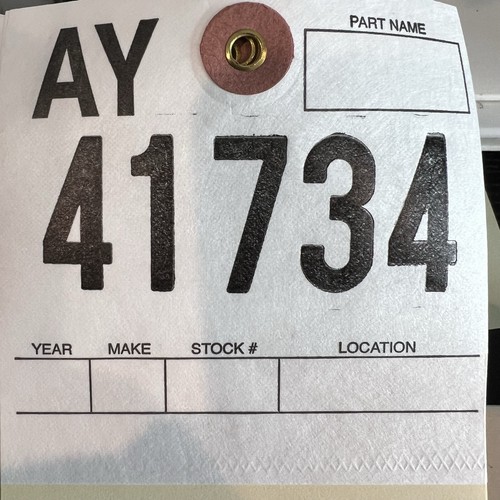 AY
PART NAME
41734
YEAR MAKE STOCK # LOCATION